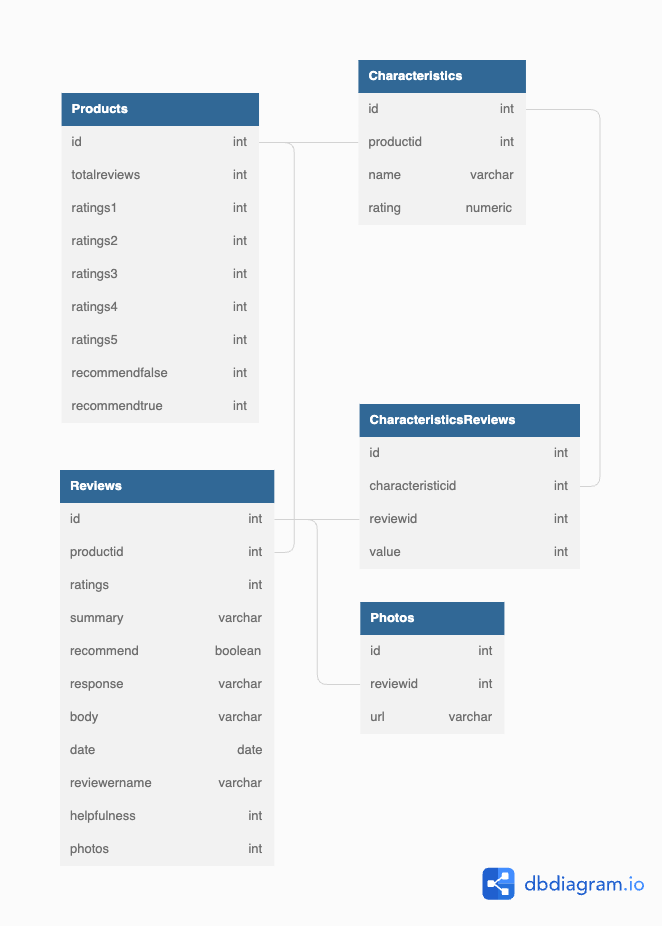 Products
id int
totalreviews int
ratings1 int
ratings2 int
ratings3 int
ratings4 int
ratings5 int
recommendfalse int
recommendtrue int
Characteristics
id int
productid int
name varchar
rating numeric
Reviews
id int
productid int
ratings int
summary varchar
recommend boolean
response varchar
body varchar
date date
reviewername varchar
helpfulness int
photos int
CharacteristicsReviews
id int
characteristicid int
reviewid int
value int
Photos
id int
reviewid int
url varchar
dbdiagram.io